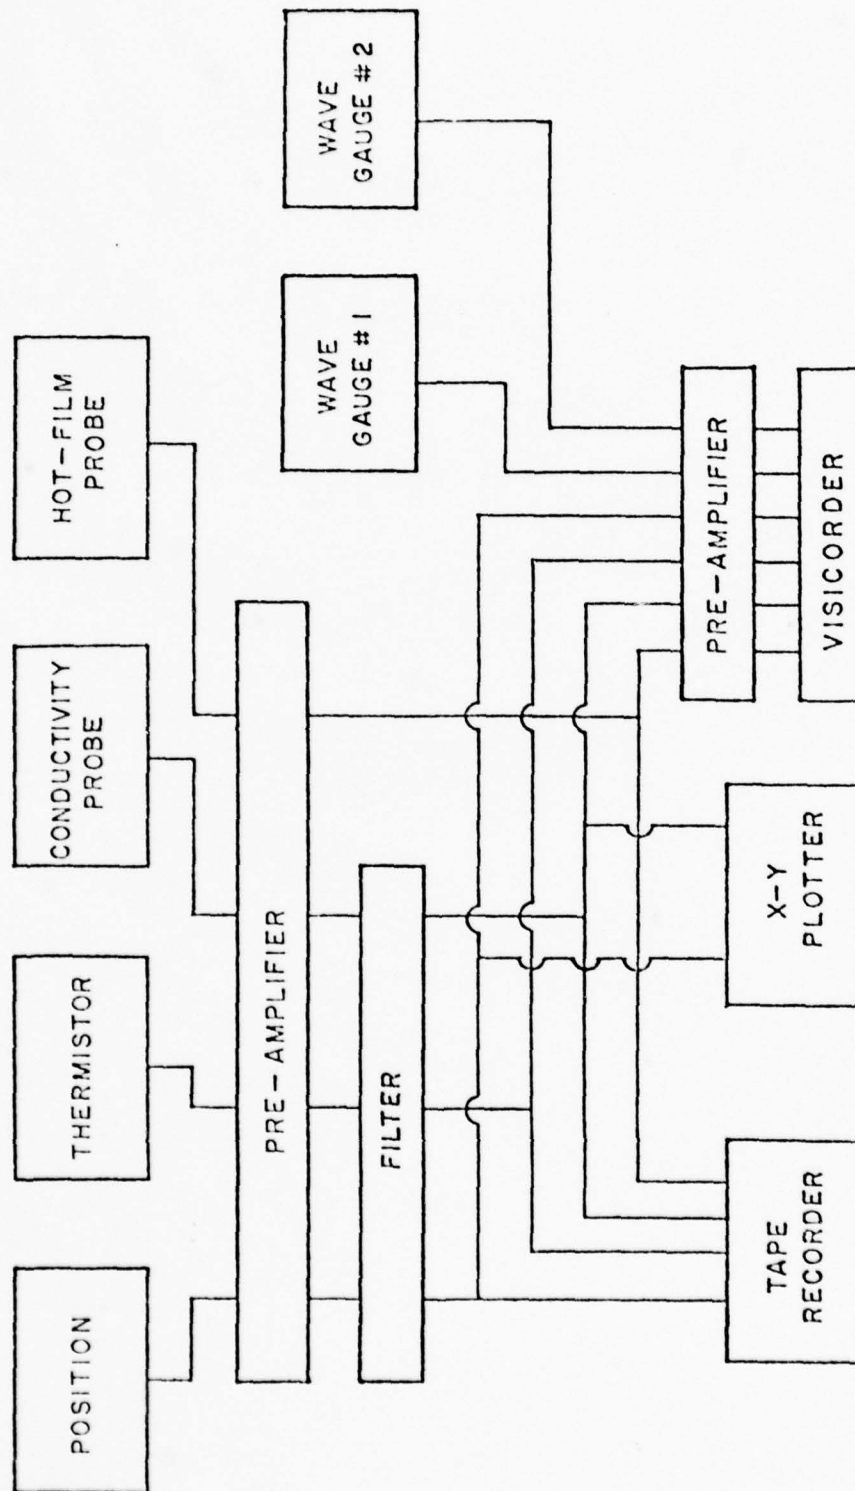 POSITION
THERMISTOR
CONDUCTIVITY
PROBE
HOT-FILM
PROBE
PRE-AMPLIFIER
FILTER
WAVE
GAUGE #1
WAVE
GAUGE #2
TAPE
RECORDER
X-Y
PLOTTER
PRE-AMPLIFIER
VISICORDER